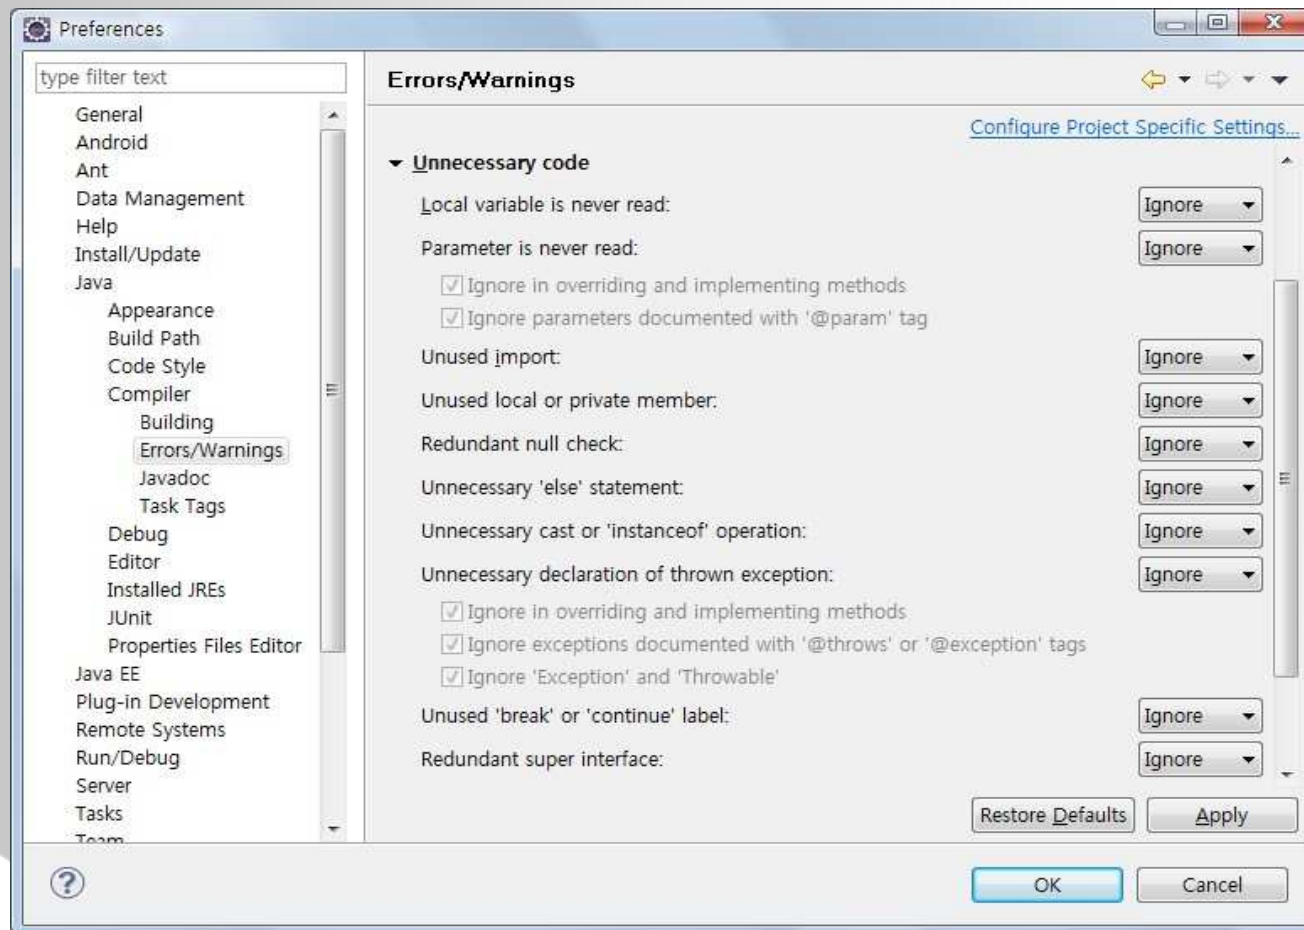 Preferences
type filter text
General
Android
Ant
Data Management
Help
Install/Update
Java
Appearance
Build Path
Code Style
Compiler
Building
Errors/Warnings
Javadoc
Task Tags
Debug
Editor
Installed JREs
JUnit
Properties Files Editor
Java EE
Plug-in Development
Remote Systems
Run/Debug
Server
Tasks
Team
Errors/Warnings
Configure Project Specific Settings...
Unnecessary code
Local variable is never read: Ignore
Parameter is never read: Ignore
Ignore in overriding and implementing methods
Ignore parameters documented with '@param' tag
Unused import: Ignore
Unused local or private member: Ignore
Redundant null check: Ignore
Unnecessary 'else' statement: Ignore
Unnecessary cast or 'instanceof' operation: Ignore
Unnecessary declaration of thrown exception: Ignore
Ignore in overriding and implementing methods
Ignore exceptions documented with '@throws' or '@exception' tags
Ignore 'Exception' and 'Throwable'
Unused 'break' or 'continue' label: Ignore
Redundant super interface: Ignore
Restore Defaults Apply
? OK Cancel